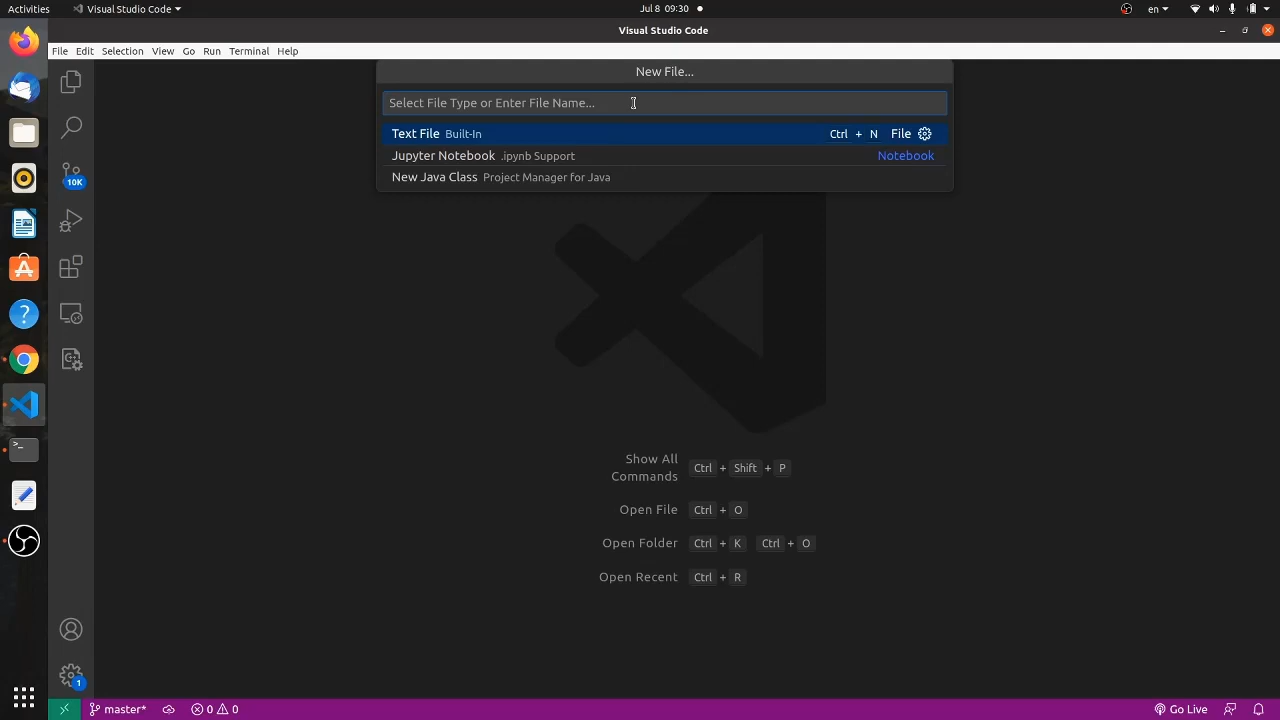 Activities Visual Studio Code Jul 8 09:30 en
Visual Studio Code
File Edit Selection View Go Run Terminal Help
New File...
Select File Type or Enter File Name...
Text File Built-In Ctrl + N File
Jupyter Notebook .ipynb Support Notebook
New Java Class Project Manager for Java
10K
Show All Commands Ctrl + Shift + P
Open File Ctrl + O
Open Folder Ctrl + K Ctrl + O
Open Recent Ctrl + R
1
master* 0 0 Go Live